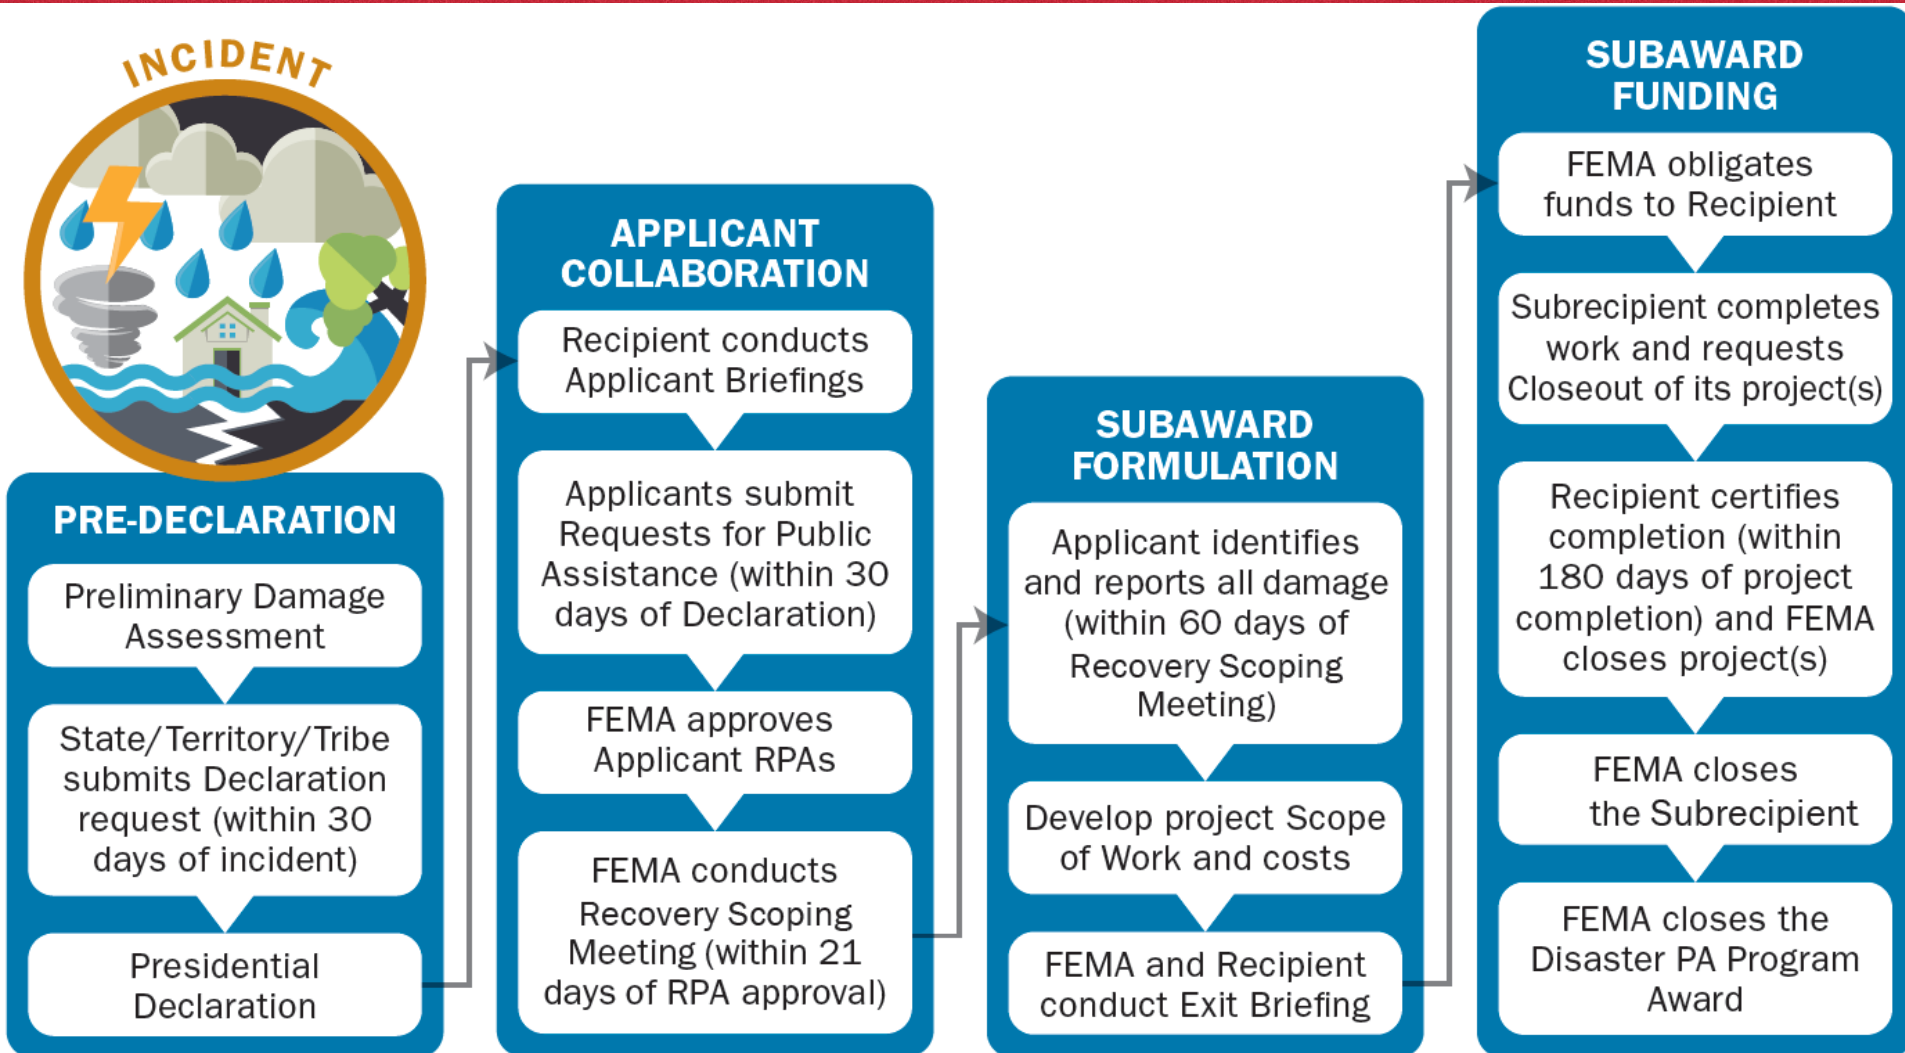 INCIDENT
PRE-DECLARATION
Preliminary Damage
Assessment
State/Territory/Tribe
submits Declaration
request (within 30
days of incident)
Presidential
Declaration
APPLICANT
COLLABORATION
Recipient conducts
Applicant Briefings
Applicants submit
Requests for Public
Assistance (within 30
days of Declaration)
FEMA approves
Applicant RPAs
FEMA conducts
Recovery Scoping
Meeting (within 21
days of RPA approval)
SUBAWARD
FORMULATION
Applicant identifies
and reports all damage
(within 60 days of
Recovery Scoping
Meeting)
Develop project Scope
of Work and costs
FEMA and Recipient
conduct Exit Briefing
SUBAWARD
FUNDING
FEMA obligates
funds to Recipient
Subrecipient completes
work and requests
Closeout of its project(s)
Recipient certifies
completion (within
180 days of project
completion) and FEMA
closes project(s)
FEMA closes
the Subrecipient
FEMA closes the
Disaster PA Program
Award